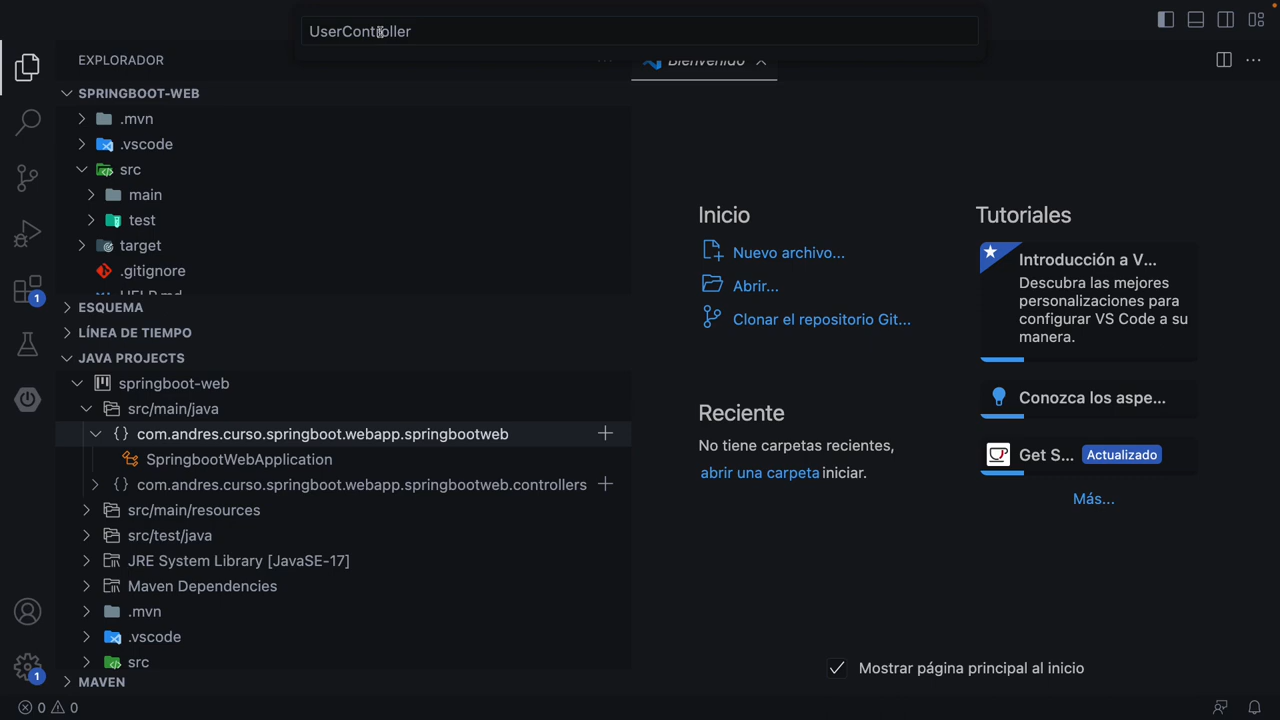 UserController
EXPLORADOR
Bienvenido
SPRINGBOOT-WEB
.mvn
.vscode
src
main
test
target
.gitignore
HELP.md
ESQUEMA
LÍNEA DE TIEMPO
JAVA PROJECTS
springboot-web
src/main/java
com.andres.curso.springboot.webapp.springbootweb
SpringbootWebApplication
com.andres.curso.springboot.webapp.springbootweb.controllers
src/main/resources
src/test/java
JRE System Library [JavaSE-17]
Maven Dependencies
.mvn
.vscode
src
MAVEN
Inicio
Nuevo archivo...
Abrir...
Clonar el repositorio Git...
Reciente
No tiene carpetas recientes,
abrir una carpeta iniciar.
Tutoriales
Introducción a V...
Descubra las mejores
personalizaciones para
configurar VS Code a su
manera.
Conozca los aspe...
Get S... Actualizado
Más...
Mostrar página principal al inicio
1
1
0 0